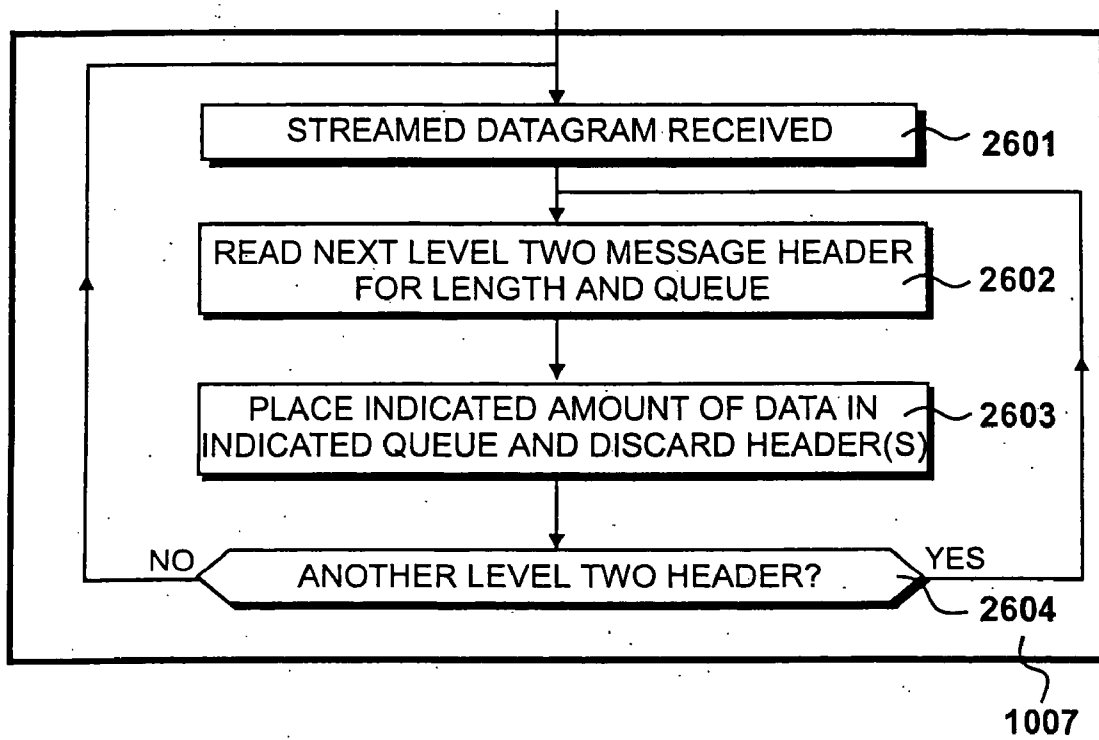 STREAMED DATAGRAM RECEIVED
2601
READ NEXT LEVEL TWO MESSAGE HEADER
FOR LENGTH AND QUEUE
2602
PLACE INDICATED AMOUNT OF DATA IN
INDICATED QUEUE AND DISCARD HEADER(S)
2603
NO
ANOTHER LEVEL TWO HEADER?
YES
2604
1007